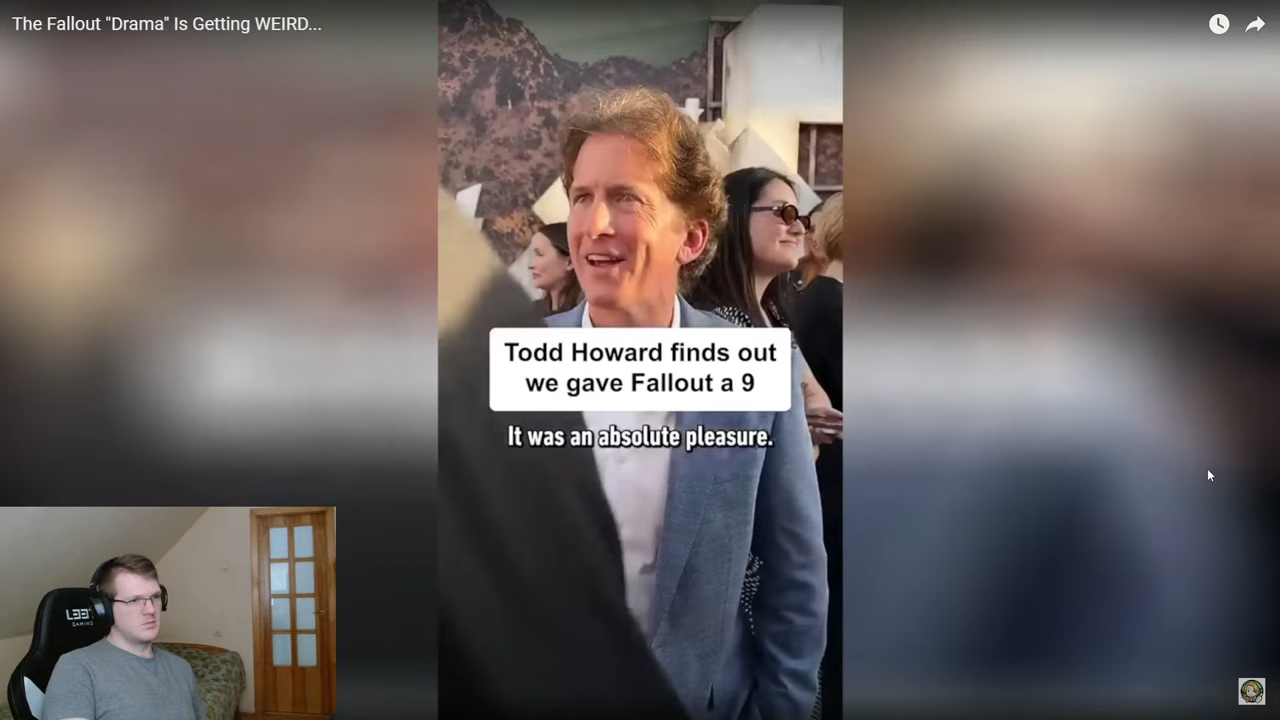 The Fallout "Drama" Is Getting WEIRD...
Todd Howard finds out
we gave Fallout a 9
It was an absolute pleasure.
L33T
GAMING